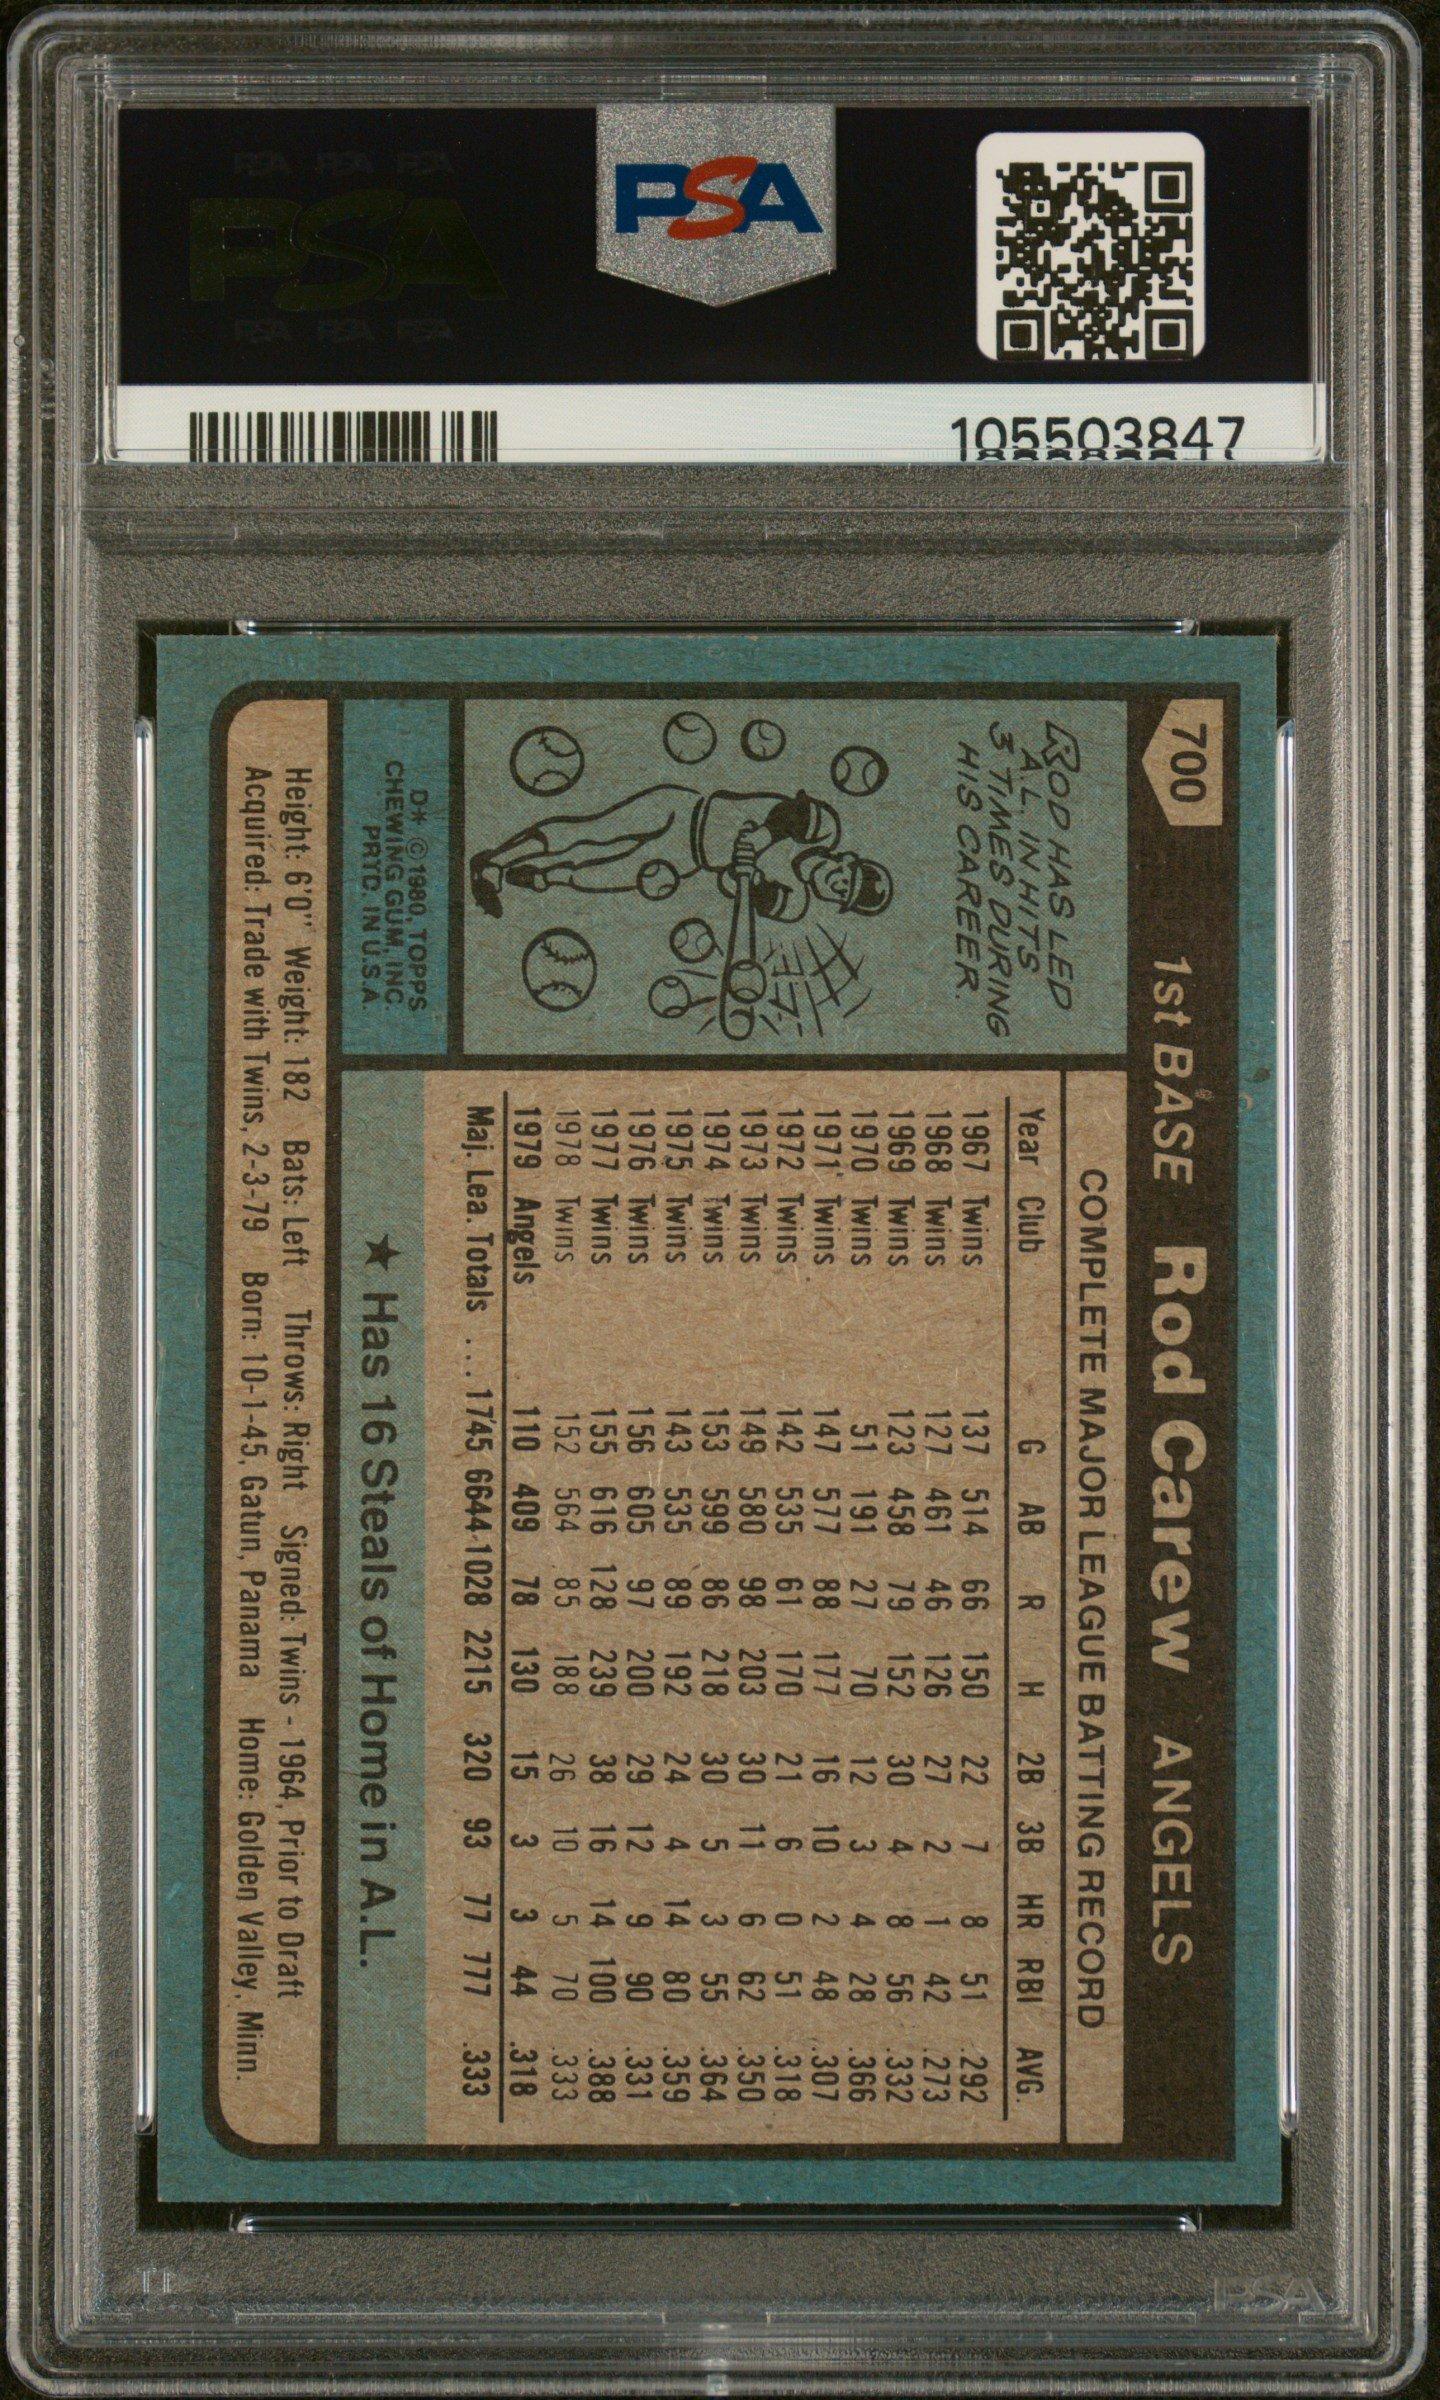 PSA
PSA PSA PSA
PSA
PSA PSA PSA
105503847
700 1st BASE Rod Carew ANGELS
ROD HAS LED
A.L. IN HITS
3 TIMES DURING
HIS CAREER.
D* © 1980, TOPPS
CHEWING GUM, INC.
PRTD. IN U.S.A.
COMPLETE MAJOR LEAGUE BATTING RECORD
Year Club G AB R H 2B 3B HR RBI AVG.
1967 Twins 137 514 66 150 22 7 8 51 .292
1968 Twins 127 461 46 126 27 2 1 42 .273
1969 Twins 123 458 79 152 30 4 8 56 .332
1970 Twins 51 191 27 70 12 3 4 28 .366
1971 Twins 147 577 88 177 16 10 2 48 .307
1972 Twins 142 535 61 170 21 6 0 51 .318
1973 Twins 149 580 98 203 30 11 6 62 .350
1974 Twins 153 599 86 218 30 5 3 55 .364
1975 Twins 143 535 89 192 24 4 14 80 .359
1976 Twins 156 605 97 200 29 12 9 90 .331
1977 Twins 155 616 128 239 38 16 14 100 .388
1978 Twins 152 564 85 188 26 10 5 70 .333
1979 Angels 110 409 78 130 15 3 3 44 .318
Maj. Lea. Totals .... 1745 6644 1028 2215 320 93 77 777 .333
★ Has 16 Steals of Home in A.L.
Height: 6'0" Weight: 182 Bats: Left Throws: Right Signed: Twins - 1964, Prior to Draft
Acquired: Trade with Twins, 2-3-79 Born: 10-1-45, Gatun, Panama Home: Golden Valley, Minn.
PSA